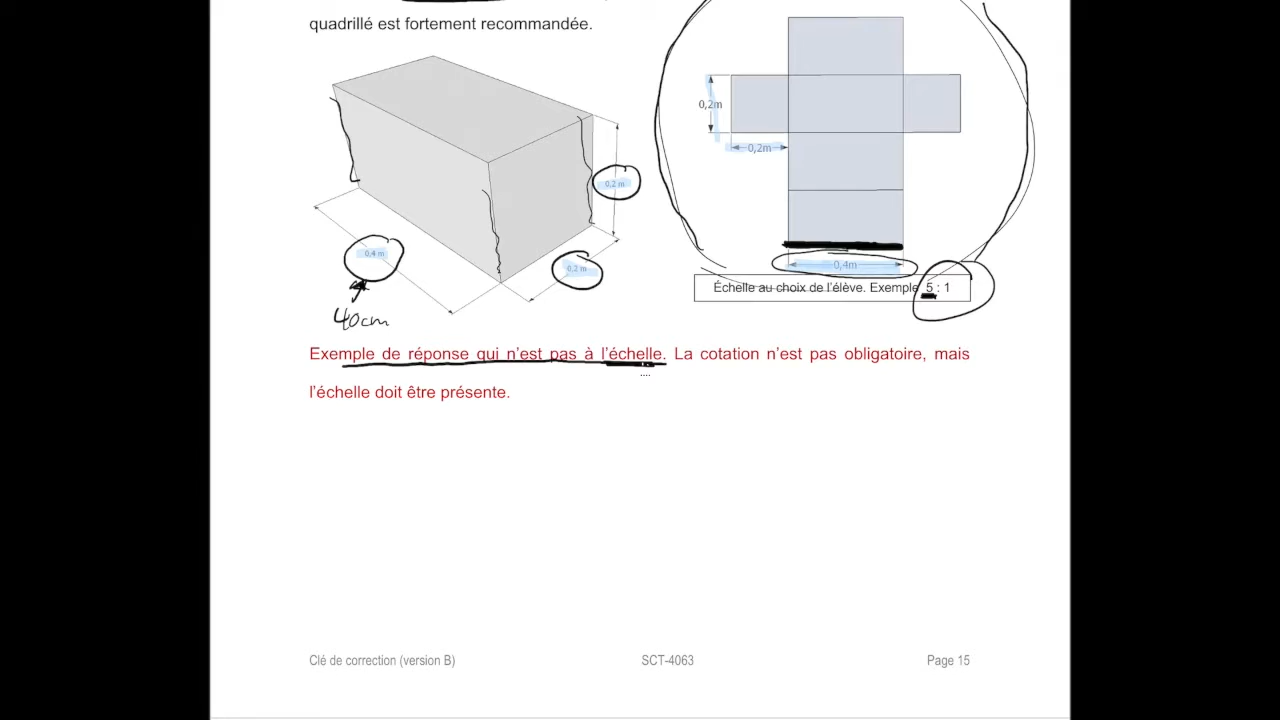 quadrillé est fortement recommandée.
0,2m
0,2m
0,2 m
0,4 m
0,2 m
0,4m
40cm
Échelle au choix de l'élève. Exemple 5 : 1
Exemple de réponse qui n'est pas à l'échelle. La cotation n'est pas obligatoire, mais
l'échelle doit être présente.
Clé de correction (version B) SCT-4063 Page 15